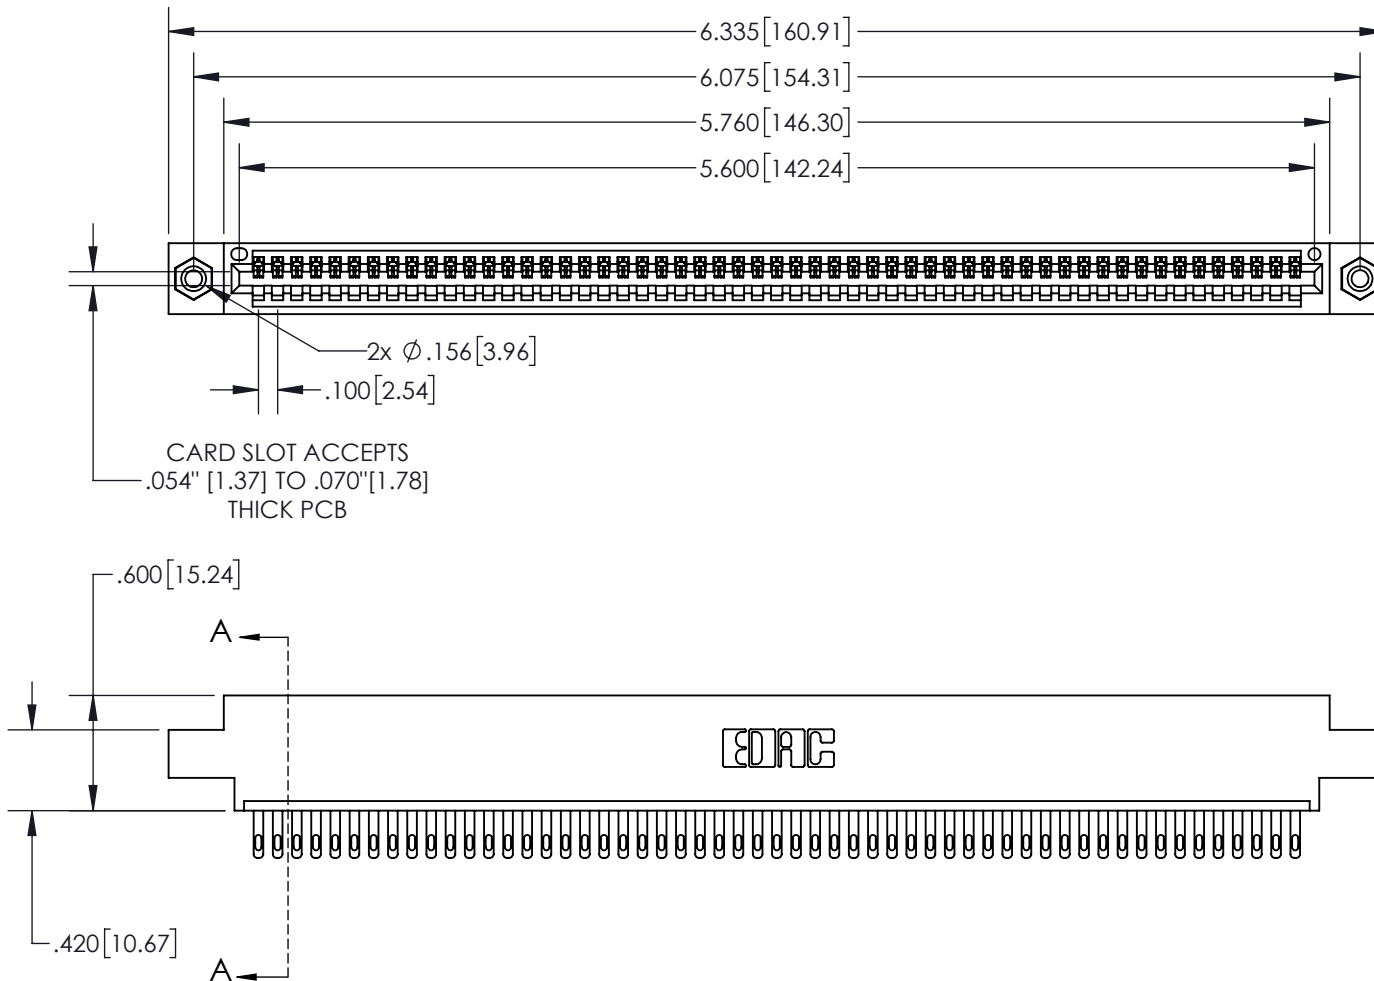 6.335[160.91]
6.075[154.31]
5.760[146.30]
5.600[142.24]
2x Ø.156[3.96]
.100[2.54]
CARD SLOT ACCEPTS
.054" [1.37] TO .070"[1.78]
THICK PCB
.600[15.24]
A
EDAC
.420[10.67]
A